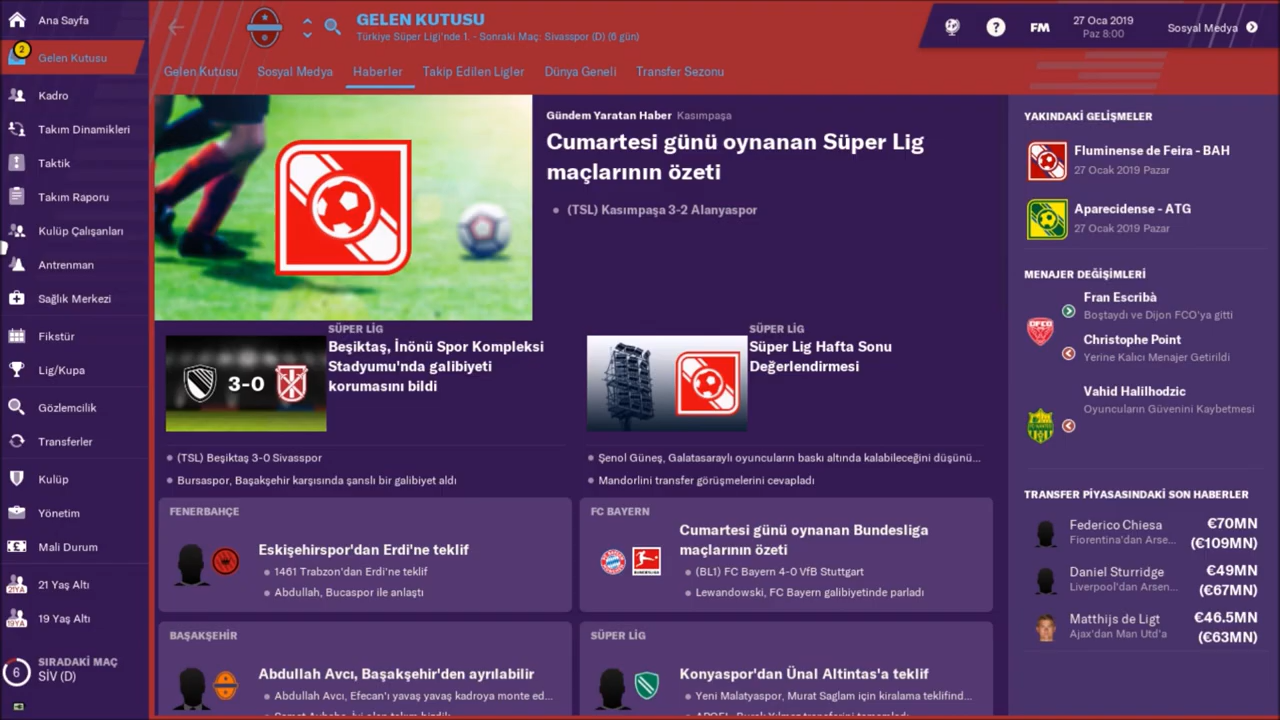 Ana Sayfa
2
Gelen Kutusu
Kadro
Takım Dinamikleri
Taktik
Takım Raporu
Kulüp Çalışanları
Antrenman
Sağlık Merkezi
Fikstür
Lig/Kupa
Gözlemcilik
Transferler
Kulüp
Yönetim
Mali Durum
21YA
21 Yaş Altı
19YA
19 Yaş Altı
6
SIRADAKİ MAÇ
SİV (D)
GELEN KUTUSU
Türkiye Süper Ligi'nde 1. - Sonraki Maç: Sivasspor (D) (6 gün)
?
FM
27 Oca 2019
Paz 8:00
Sosyal Medya
Gelen Kutusu
Sosyal Medya
Haberler
Takip Edilen Ligler
Dünya Geneli
Transfer Sezonu
Gündem Yaratan Haber Kasımpaşa
Cumartesi günü oynanan Süper Lig
maçlarının özeti
(TSL) Kasımpaşa 3-2 Alanyaspor
3-0
SÜPER LİG
Beşiktaş, İnönü Spor Kompleksi
Stadyumu'nda galibiyeti
korumasını bildi
(TSL) Beşiktaş 3-0 Sivasspor
Bursaspor, Başakşehir karşısında şanslı bir galibiyet aldı
SÜPER LİG
Süper Lig Hafta Sonu
Değerlendirmesi
Şenol Güneş, Galatasaraylı oyuncuların baskı altında kalabileceğini düşünü...
Mandorlini transfer görüşmelerini cevapladı
FENERBAHÇE
Eskişehirspor'dan Erdi'ne teklif
1461 Trabzon'dan Erdi'ne teklif
Abdullah, Bucaspor ile anlaştı
FC BAYERN
Cumartesi günü oynanan Bundesliga
maçlarının özeti
(BL1) FC Bayern 4-0 VfB Stuttgart
Lewandowski, FC Bayern galibiyetinde parladı
BAŞAKŞEHİR
Abdullah Avcı, Başakşehir'den ayrılabilir
Abdullah Avcı, Efecan'ı yavaş yavaş kadroya monte ed...
SÜPER LİG
Konyaspor'dan Ünal Altintas'a teklif
Yeni Malatyaspor, Murat Saglam için kiralama teklifind...
YAKINDAKİ GELİŞMELER
Fluminense de Feira - BAH
27 Ocak 2019 Pazar
Aparecidense - ATG
27 Ocak 2019 Pazar
MENAJER DEĞİŞİMLERİ
Fran Escribà
Boştaydı ve Dijon FCO'ya gitti
Christophe Point
Yerine Kalıcı Menajer Getirildi
Vahid Halilhodzic
Oyuncuların Güvenini Kaybetmesi
TRANSFER PİYASASINDAKİ SON HABERLER
Federico Chiesa
Fiorentina'dan Arse...
€70MN
(€109MN)
Daniel Sturridge
Liverpool'dan Arsen...
€49MN
(€67MN)
Matthijs de Ligt
Ajax'dan Man Utd'a
€46.5MN
(€63MN)